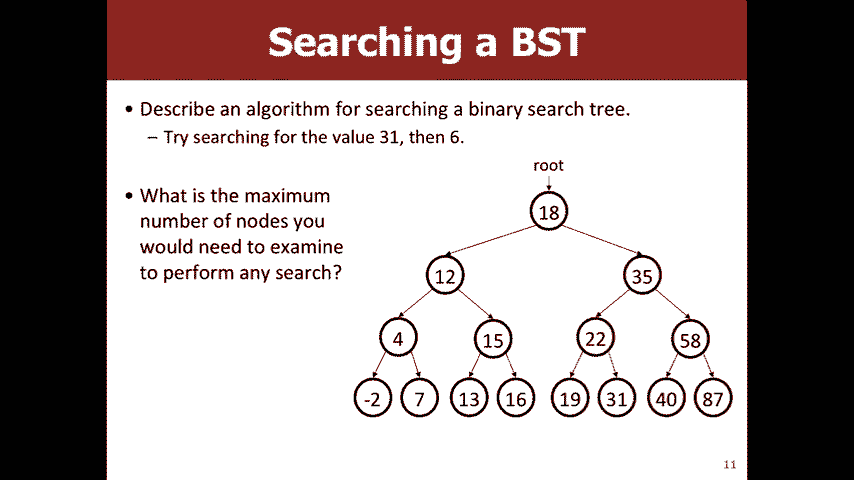 Searching a BST
• Describe an algorithm for searching a binary search tree.
– Try searching for the value 31, then 6.
• What is the maximum
number of nodes you
would need to examine
to perform any search?
root
18
12 35
4 15 22 58
-2 7 13 16 19 31 40 87
11